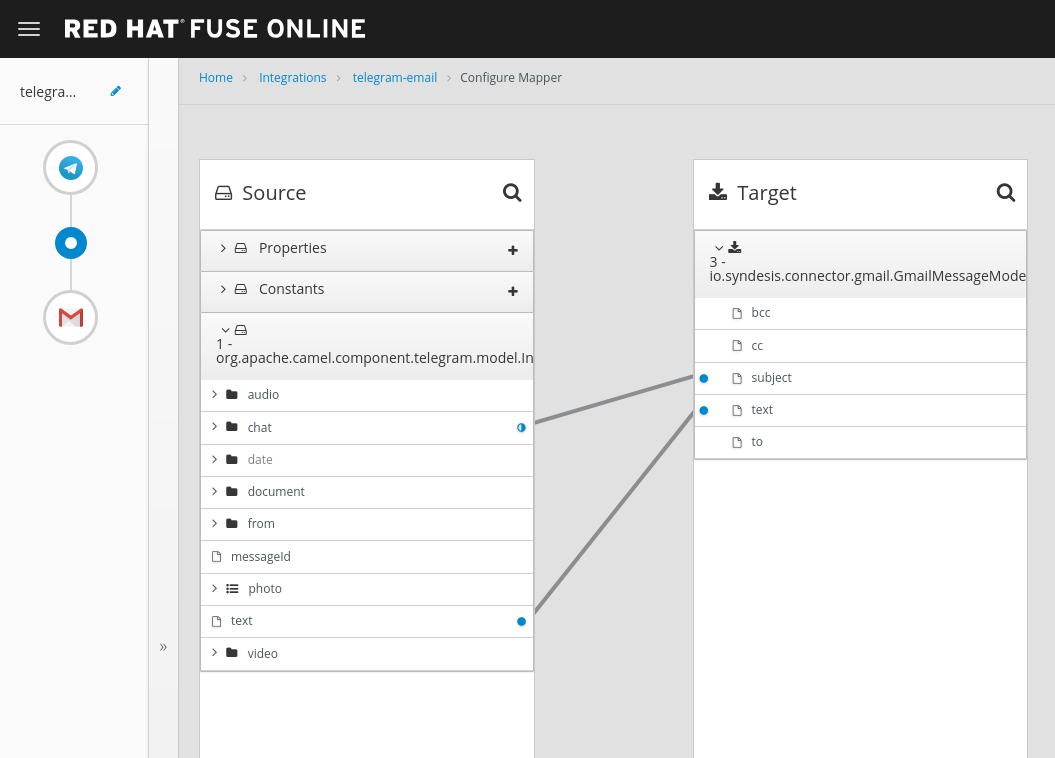 RED HAT® FUSE ONLINE
telegra...
Home › Integrations › telegram-email › Configure Mapper
Source
Properties
Constants
1 -
org.apache.camel.component.telegram.model.In
audio
chat
date
document
from
messageId
photo
text
video
»
Target
3 -
io.syndesis.connector.gmail.GmailMessageMode
bcc
cc
subject
text
to